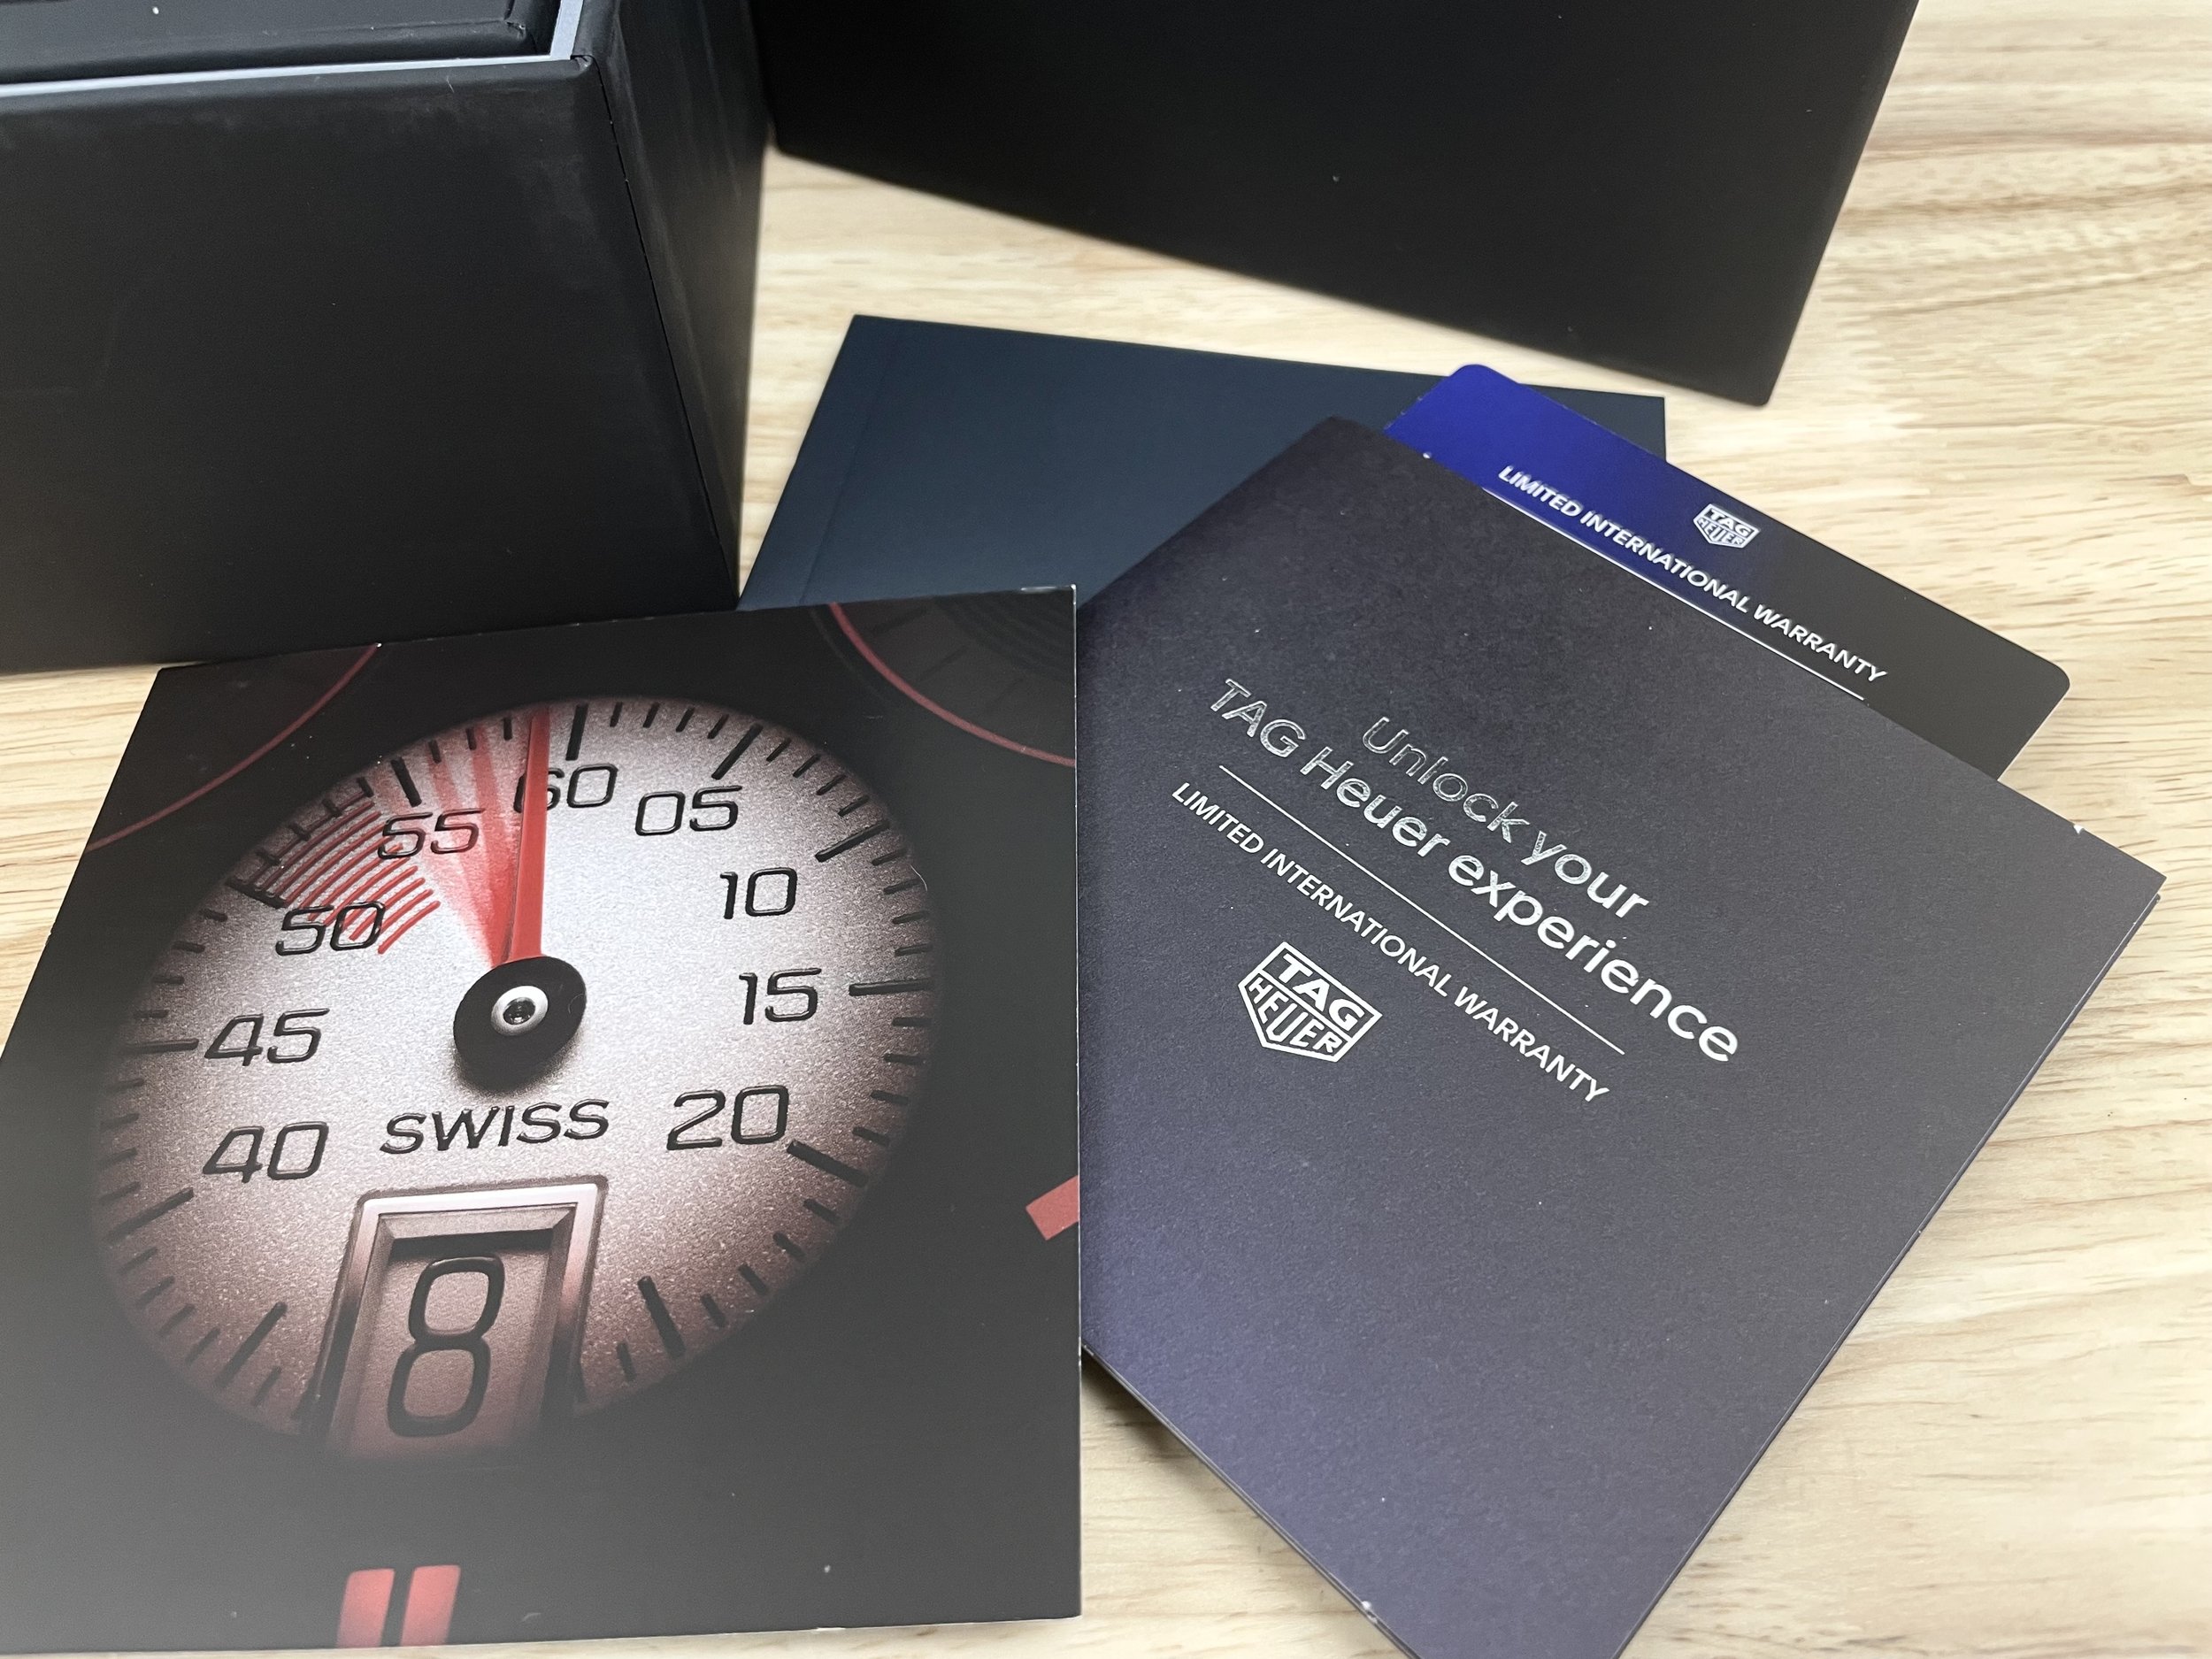 LIMITED INTERNATIONAL WARRANTY
TAG
HEUER
Unlock your
TAG Heuer experience
LIMITED INTERNATIONAL WARRANTY
TAG
HEUER
60
05
10
15
20
55
50
45
40
SWISS
8